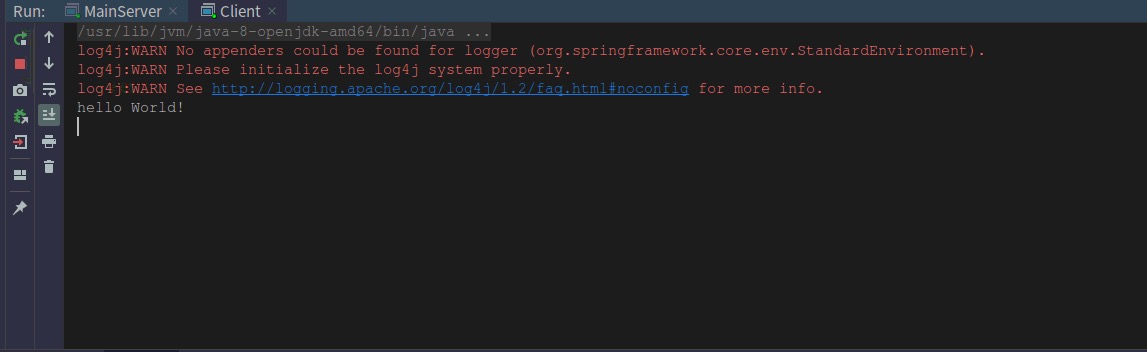 Run: MainServer × Client ×
/usr/lib/jvm/java-8-openjdk-amd64/bin/java ...
log4j:WARN No appenders could be found for logger (org.springframework.core.env.StandardEnvironment).
log4j:WARN Please initialize the log4j system properly.
log4j:WARN See http://logging.apache.org/log4j/1.2/faq.html#noconfig for more info.
hello World!